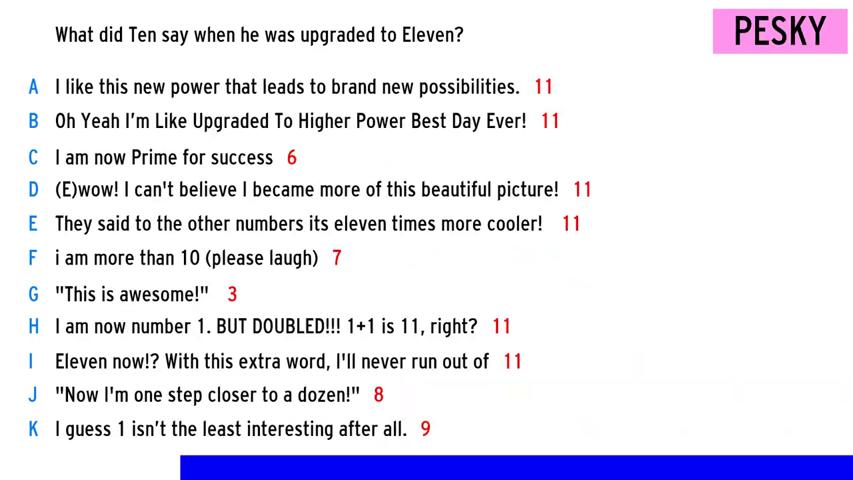 What did Ten say when he was upgraded to Eleven?
PESKY
A I like this new power that leads to brand new possibilities. 11
B Oh Yeah I'm Like Upgraded To Higher Power Best Day Ever! 11
C I am now Prime for success 6
D (E)wow! I can't believe I became more of this beautiful picture! 11
E They said to the other numbers its eleven times more cooler! 11
F i am more than 10 (please laugh) 7
G "This is awesome!" 3
H I am now number 1. BUT DOUBLED!!! 1+1 is 11, right? 11
I Eleven now!? With this extra word, I'll never run out of 11
J "Now I'm one step closer to a dozen!" 8
K I guess 1 isn’t the least interesting after all. 9